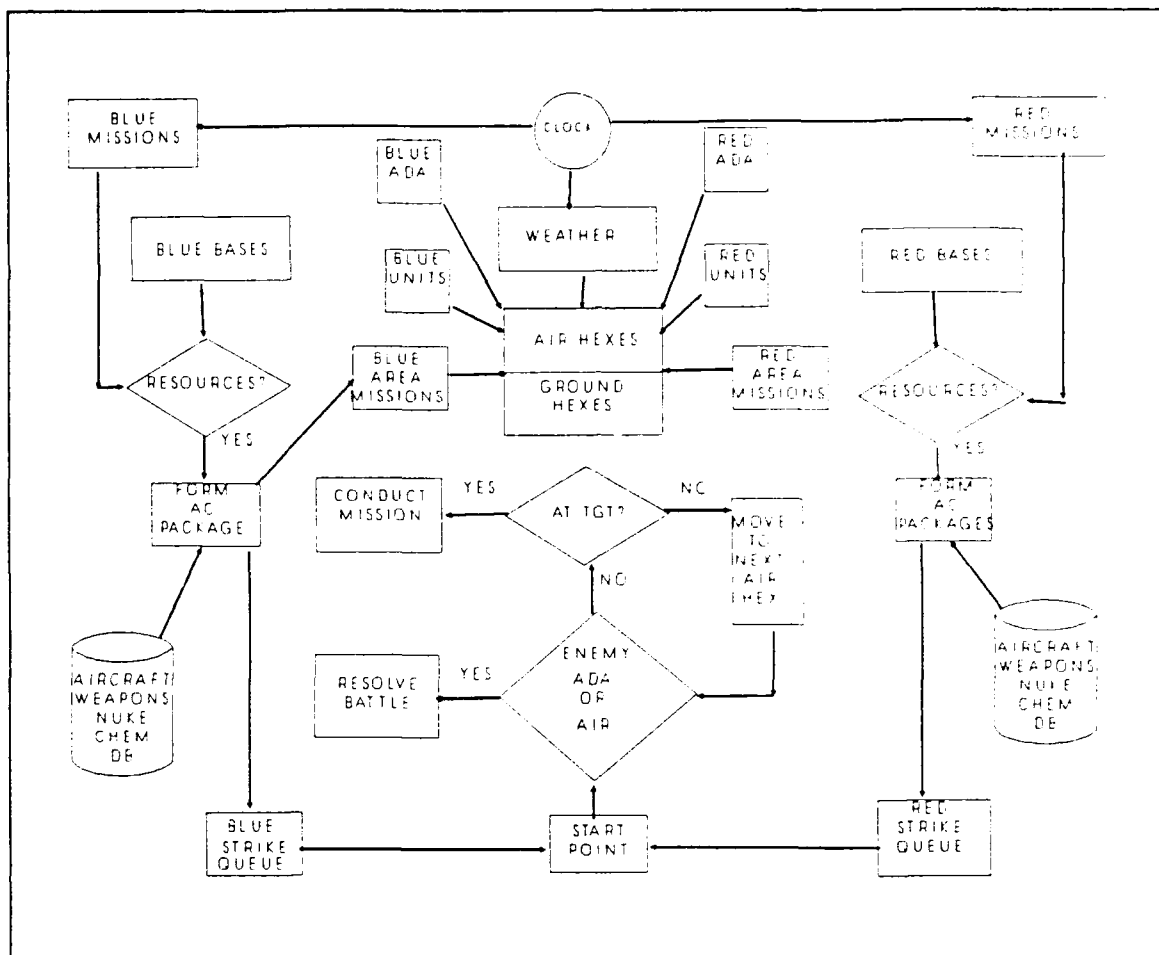 BLUE
MISSIONS
CLOCK
RED
MISSIONS
BLUE
ADA
RED
ADA
WEATHER
BLUE BASES
BLUE
UNITS
RED
UNITS
RED BASES
AIR HEXES
GROUND
HEXES
RESOURCES?
YES
BLUE
AREA
MISSIONS
RED
AREA
MISSIONS
RESOURCES?
YES
FORM
AC
PACKAGE
CONDUCT
MISSION
YES
AT TGT?
NO
MOVE
TO
NEXT
AIR
HEX
FORM
AC
PACKAGES
NO
AIRCRAFT
WEAPONS
NUKE
CHEM
DB
RESOLVE
BATTLE
YES
ENEMY
ADA
OR
AIR
AIRCRAFT
WEAPONS
NUKE
CHEM
DB
BLUE
STRIKE
QUEUE
START
POINT
RED
STRIKE
QUEUE